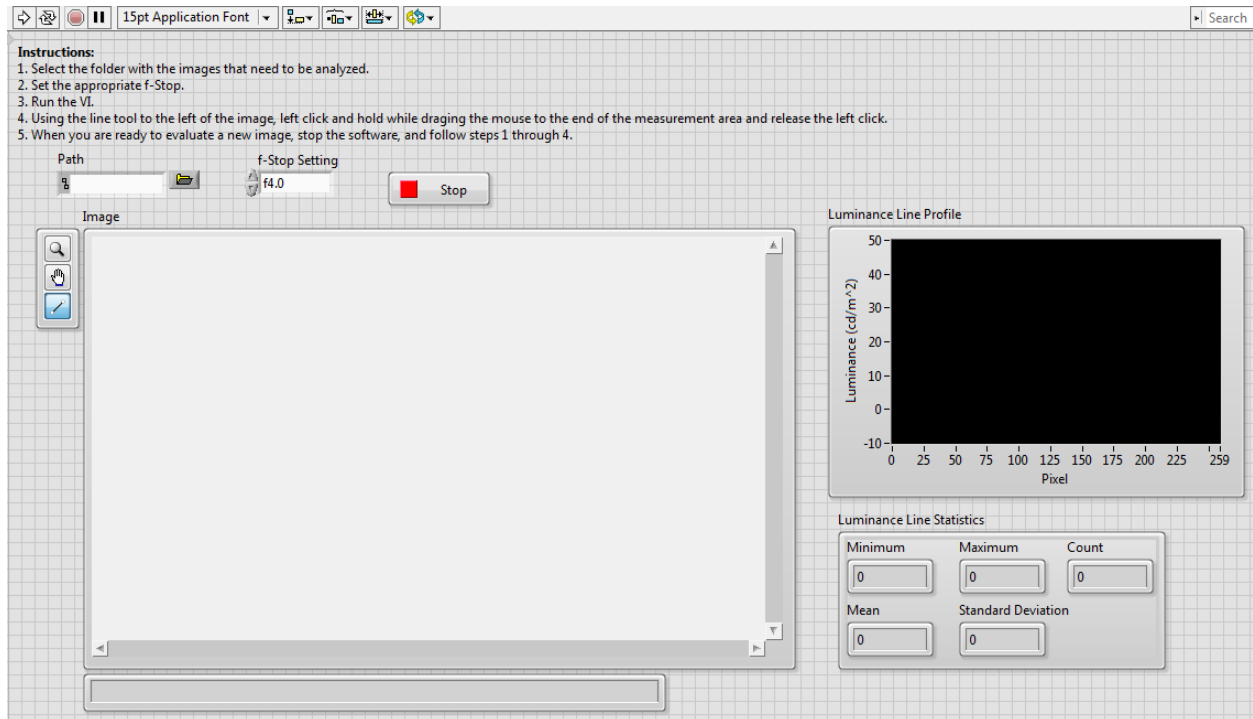 15pt Application Font
Search
Instructions:
1. Select the folder with the images that need to be analyzed.
2. Set the appropriate f-Stop.
3. Run the VI.
4. Using the line tool to the left of the image, left click and hold while draging the mouse to the end of the measurement area and release the left click.
5. When you are ready to evaluate a new image, stop the software, and follow steps 1 through 4.
Path
f-Stop Setting
f4.0
Stop
Image
Luminance Line Profile
Luminance (cd/m^2)
50
40
30
20
10
0
-10
0 25 50 75 100 125 150 175 200 225 259
Pixel
Luminance Line Statistics
Minimum Maximum Count
0 0 0
Mean Standard Deviation
0 0